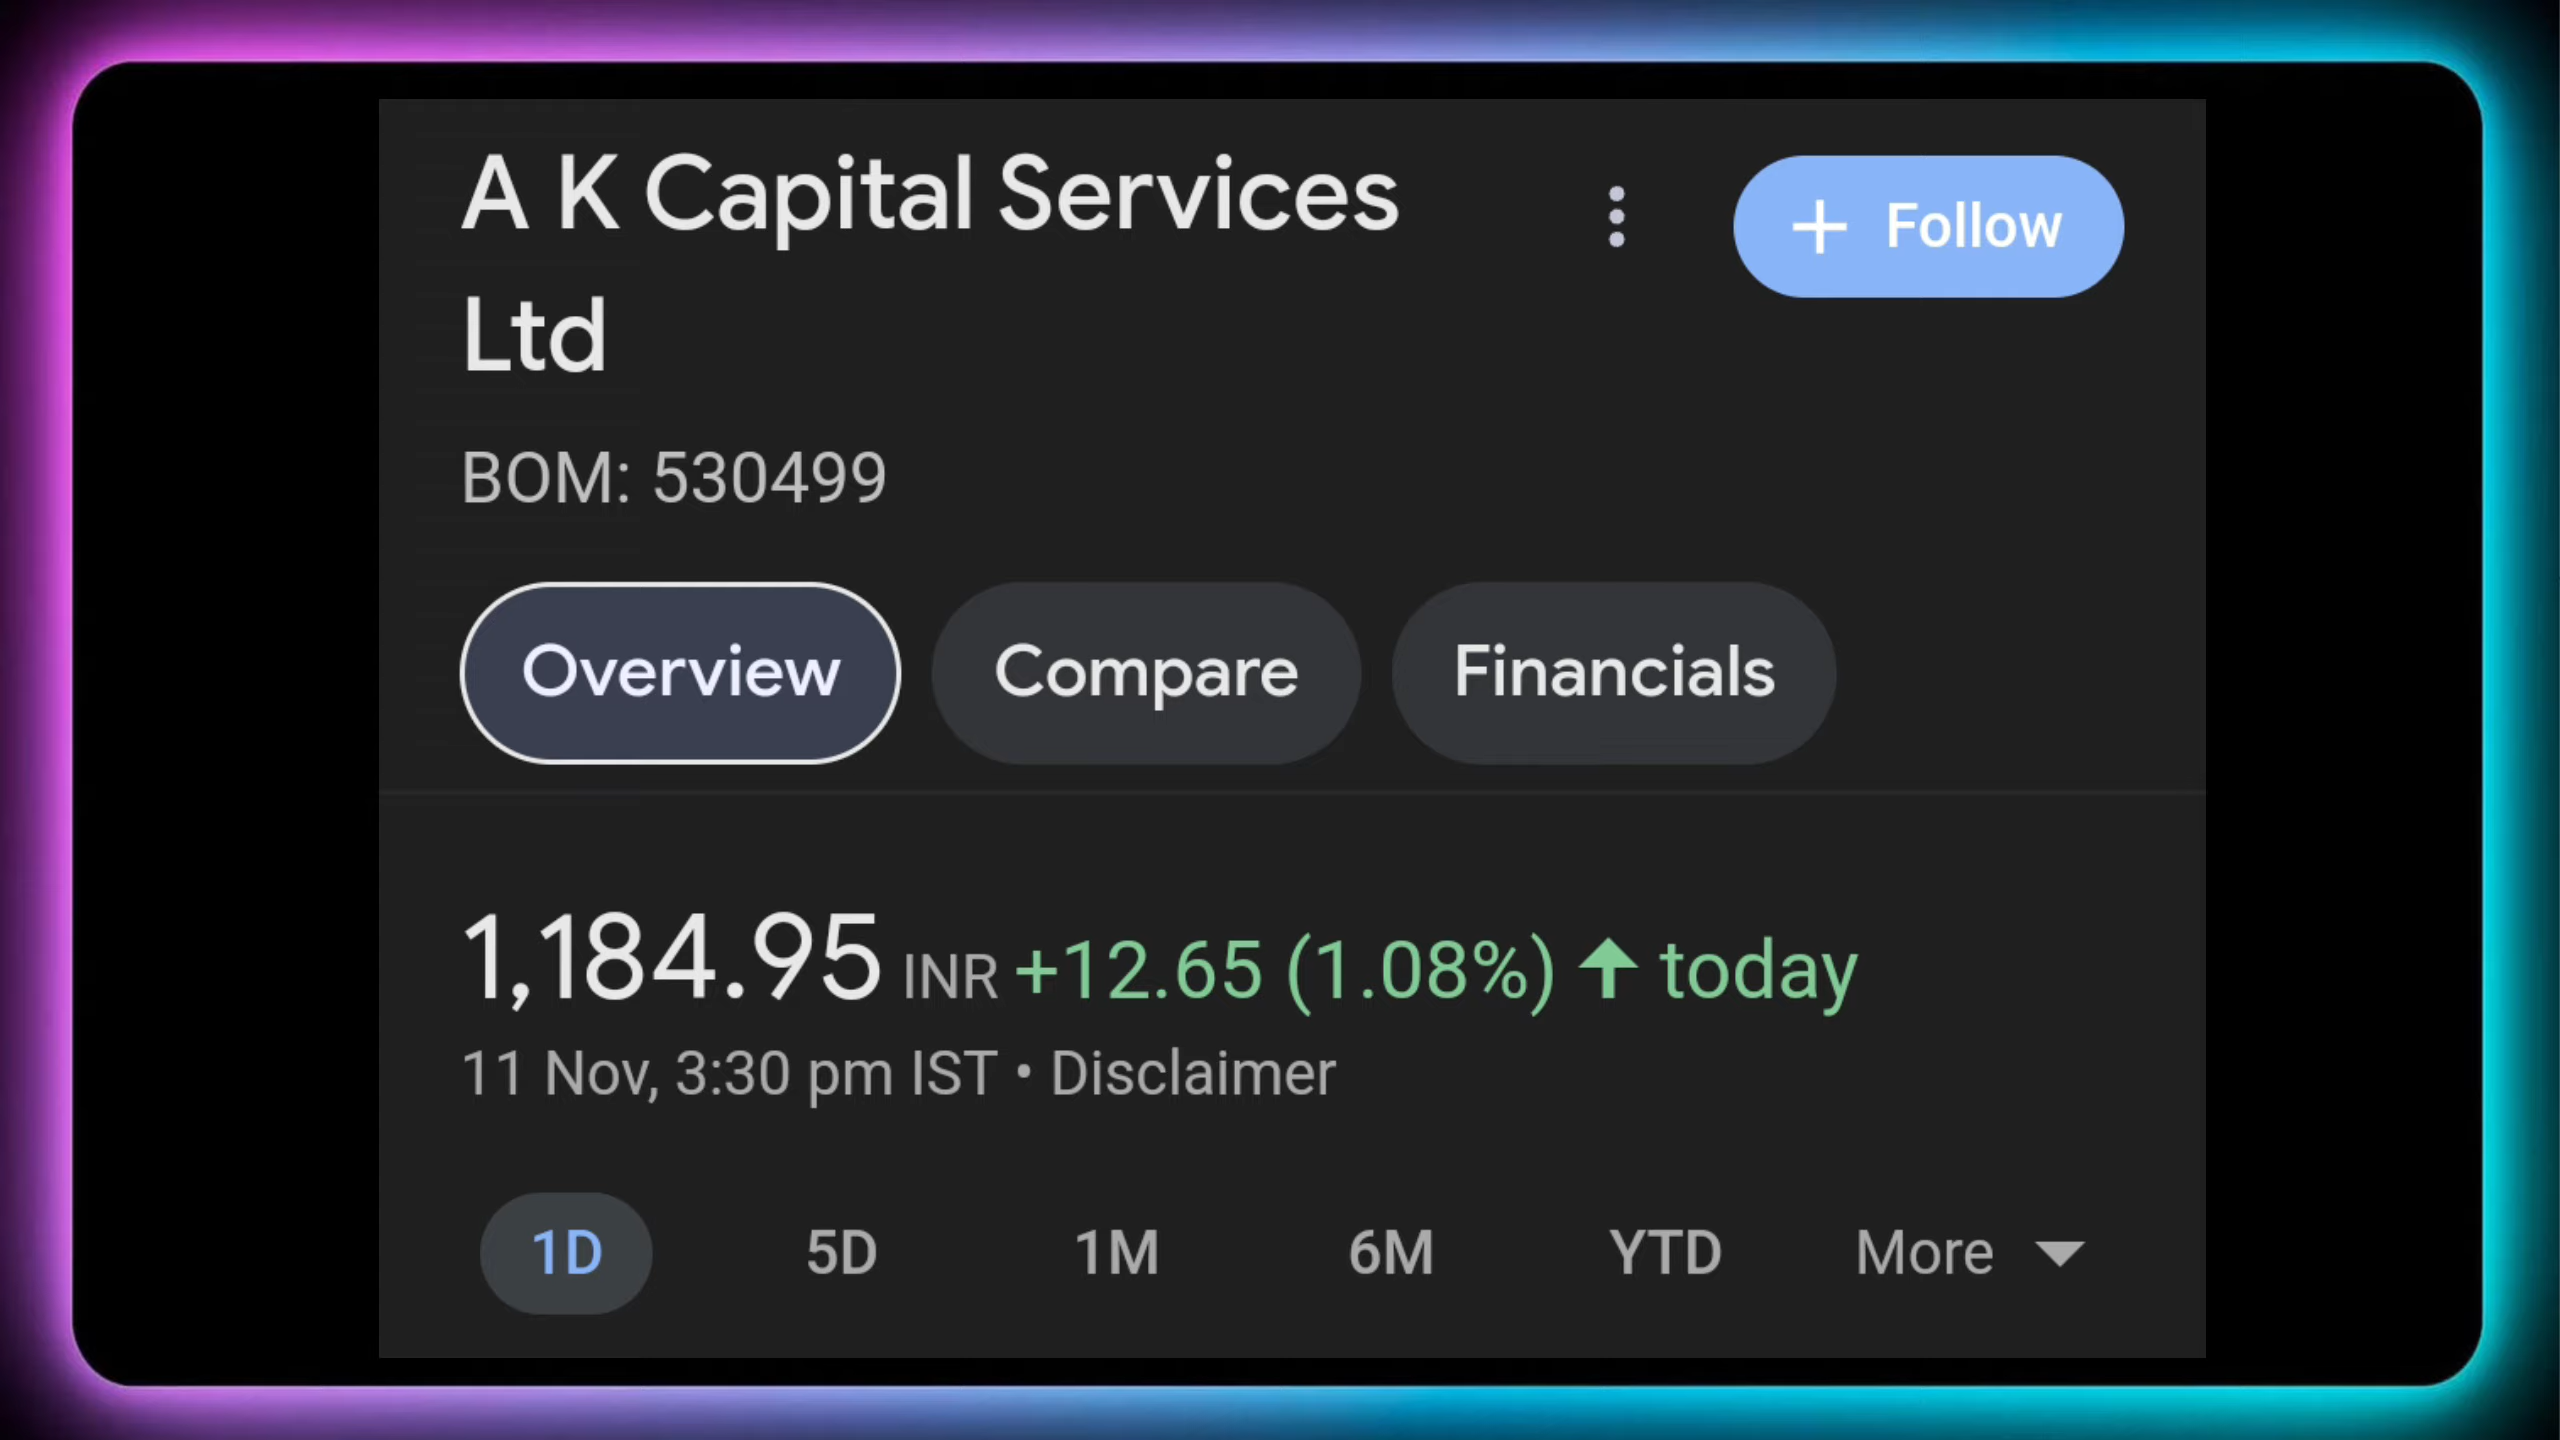 A K Capital Services
Ltd
+ Follow
BOM: 530499
Overview Compare Financials
1,184.95 INR +12.65 (1.08%) ↑ today
11 Nov, 3:30 pm IST • Disclaimer
1D 5D 1M 6M YTD More